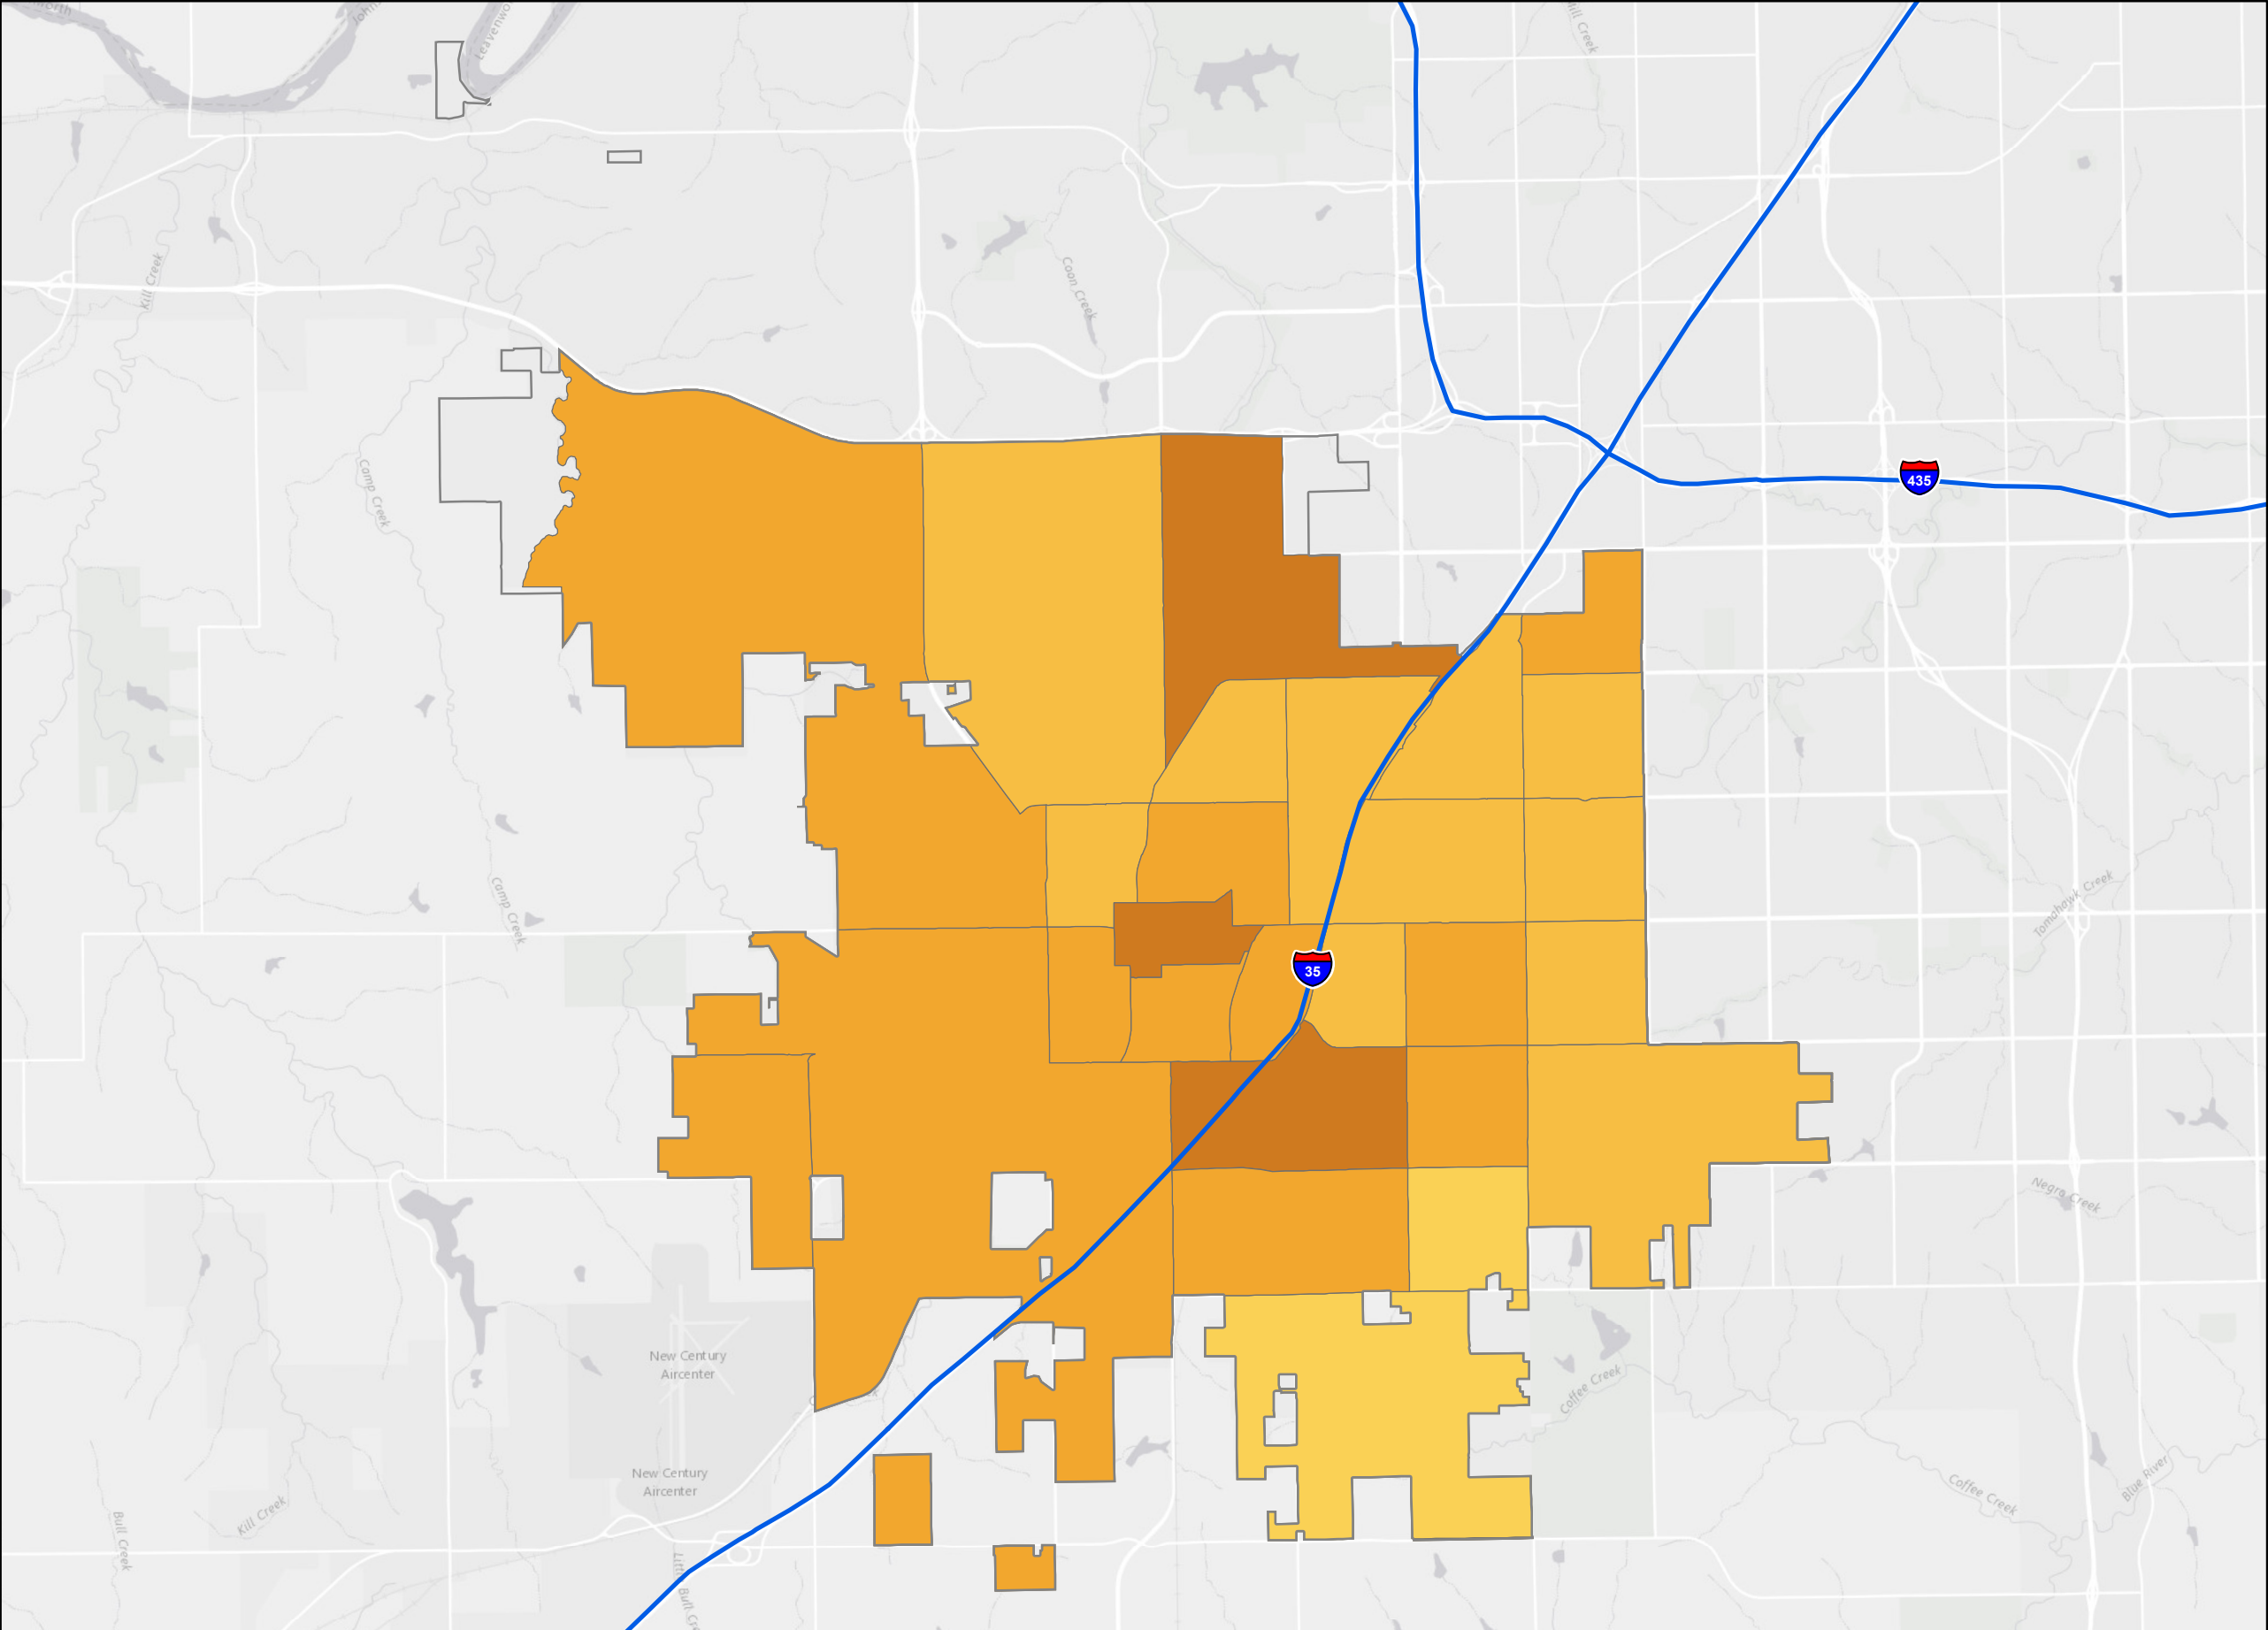 Kill Creek
Coon Creek
Camp Creek
435
Camp Creek
Tomahawk Creek
35
Negro Creek
New Century
Aircenter
Coffee Creek
New Century
Aircenter
Kill Creek
Bull Creek
Coffee Creek
Blue River